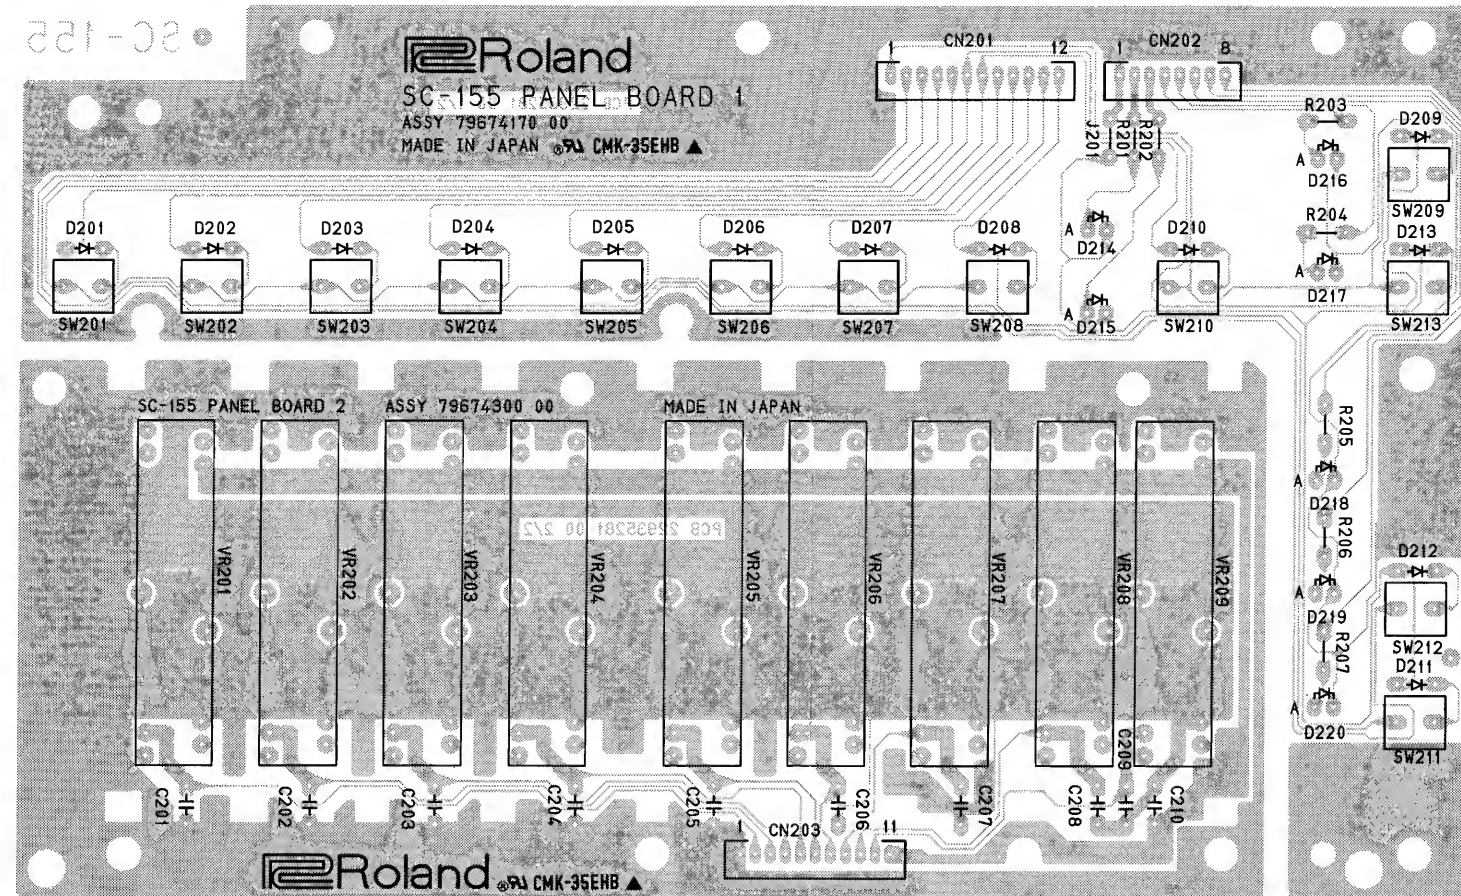 SC-155
Roland
SC-155 PANEL BOARD 1
ASSY 79674170 00
MADE IN JAPAN ® CMK-35EHB ▲
1 CN201 12
1 CN202 8
J201
R201
R202
R203
D209
A
D216
SW209
R204
D213
A
D217
SW213
D201
D202
D203
D204
D205
D206
D207
D208
A
D214
D210
SW201
SW202
SW203
SW204
SW205
SW206
SW207
SW208
A
D215
SW210
SC-155 PANEL BOARD 2 ASSY 79674300 00 MADE IN JAPAN
PCB 22935281 00 2/2
VR201
VR202
VR203
VR204
VR205
VR206
VR207
VR208
VR209
R205
A
D218
R206
A
D219
R207
A
D220
D212
SW212
D211
SW211
C201
C202
C203
C204
C205
C206
C207
C208
C209
C210
1 CN203 11
Roland ® CMK-35EHB ▲